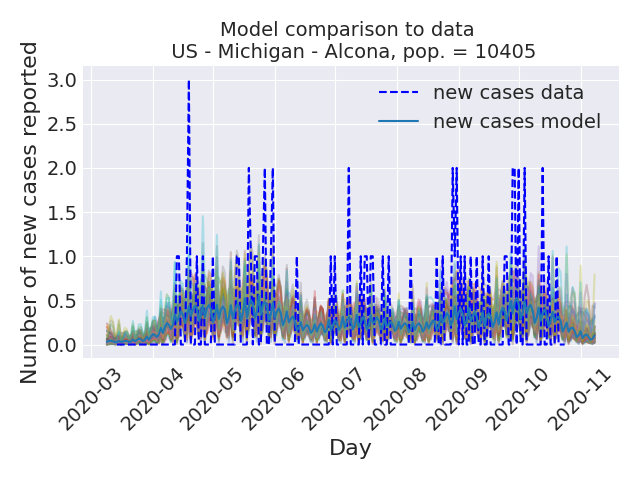 Model comparison to data
US - Michigan - Alcona, pop. = 10405
Number of new cases reported
3.0
2.5
2.0
1.5
1.0
0.5
0.0
new cases data
new cases model
2020-03
2020-04
2020-05
2020-06
2020-07
2020-08
2020-09
2020-10
2020-11
Day